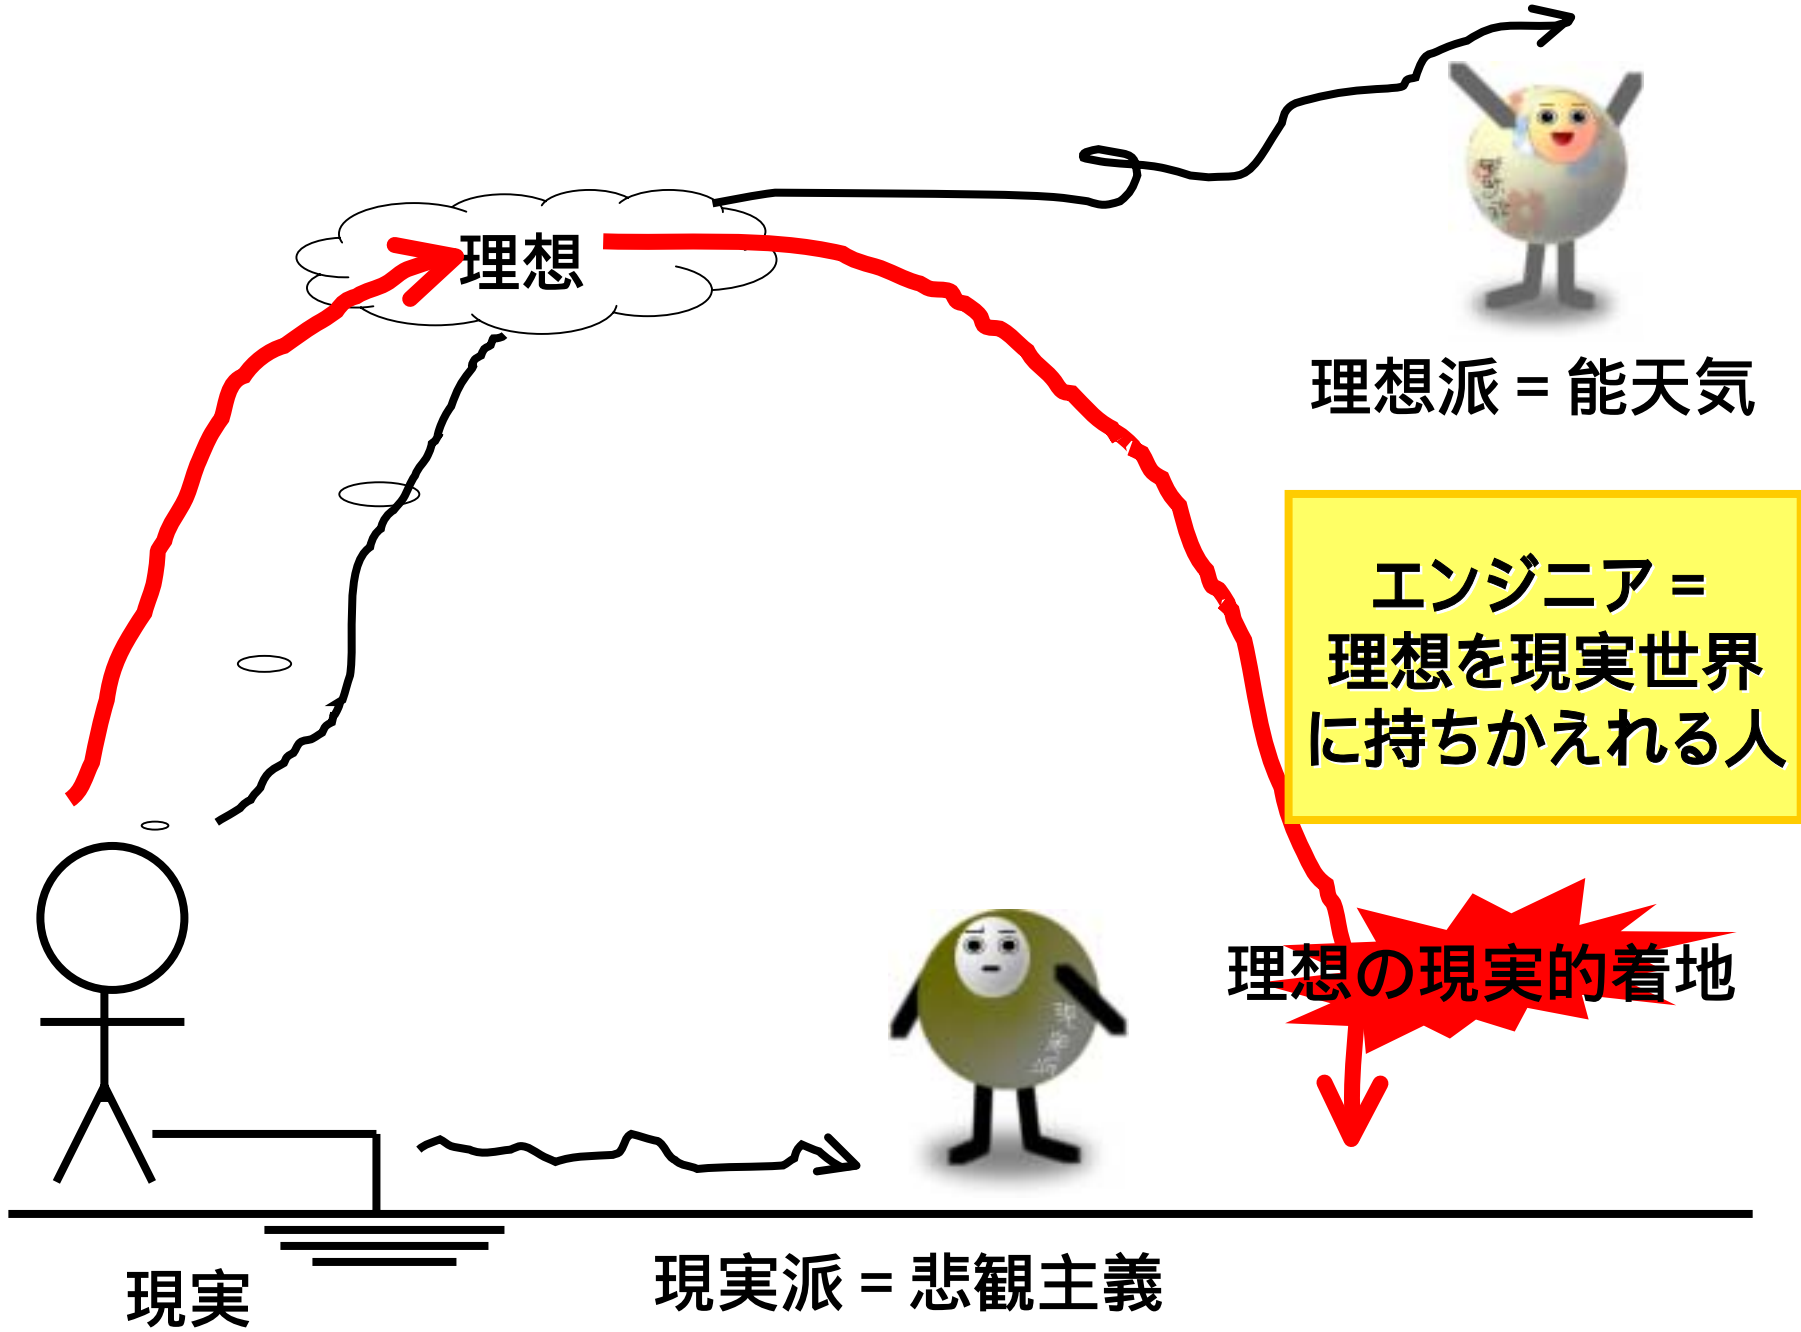 理想
理想派 = 能天気
エンジニア =
理想を現実世界
に持ちかえれる人
理想の現実的着地
現実派 = 悲観主義
現実